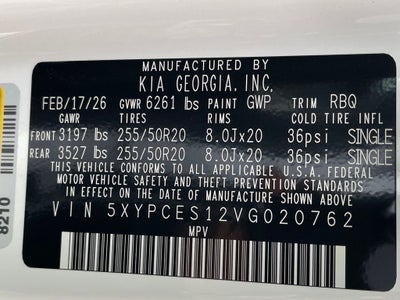 MANUFACTURED BY
KIA GEORGIA, INC.
FEB/17/26 GVWR 6261 lbs PAINT GWP TRIM RBQ
GAWR TIRES RIMS COLD TIRE INFL
FRONT 3197 lbs 255/50R20 8.0Jx20 36psi SINGLE
REAR 3527 lbs 255/50R20 8.0Jx20 36psi SINGLE
THIS VEHICLE CONFORMS TO ALL APPLICABLE U.S.A. FEDERAL
MOTOR VEHICLE SAFETY AND THEFT PREVENTION STANDARDS
IN EFFECT ON THE DATE OF MANUFACTURE SHOWN ABOVE.
VIN 5XYPCES12VG020762
MPV
8210